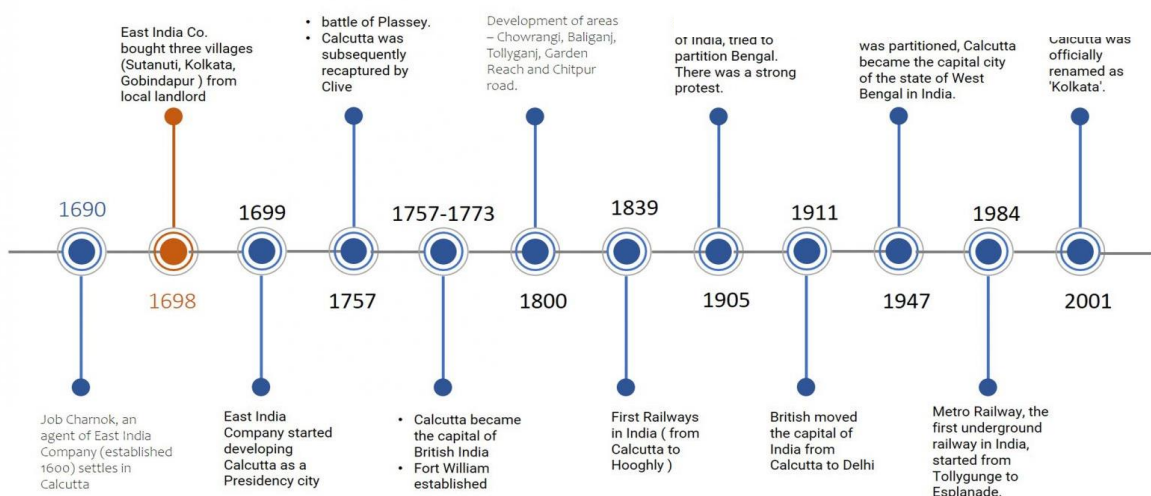 East India Co.
bought three villages
(Sutanuti, Kolkata,
Gobindapur ) from
local landlord
• battle of Plassey.
• Calcutta was
subsequently
recaptured by
Clive
Development of areas
– Chowrangi, Baliganj,
Tollyganj, Garden
Reach and Chitpur
road.
of India, tried to
partition Bengal.
There was a strong
protest.
was partitioned, Calcutta
became the capital city
of the state of West
Bengal in India.
Calcutta was
officially
renamed as
'Kolkata'.
1690
1699
1757-1773
1839
1911
1984
1698
1757
1800
1905
1947
2001
Job Charnok, an
agent of East India
Company (established
1600) settles in
Calcutta
East India
Company started
developing
Calcutta as a
Presidency city
• Calcutta became
the capital of
British India
• Fort William
established
First Railways
in India ( from
Calcutta to
Hooghly )
British moved
the capital of
India from
Calcutta to Delhi
Metro Railway, the
first underground
railway in India,
started from
Tollygunge to
Esplanade.